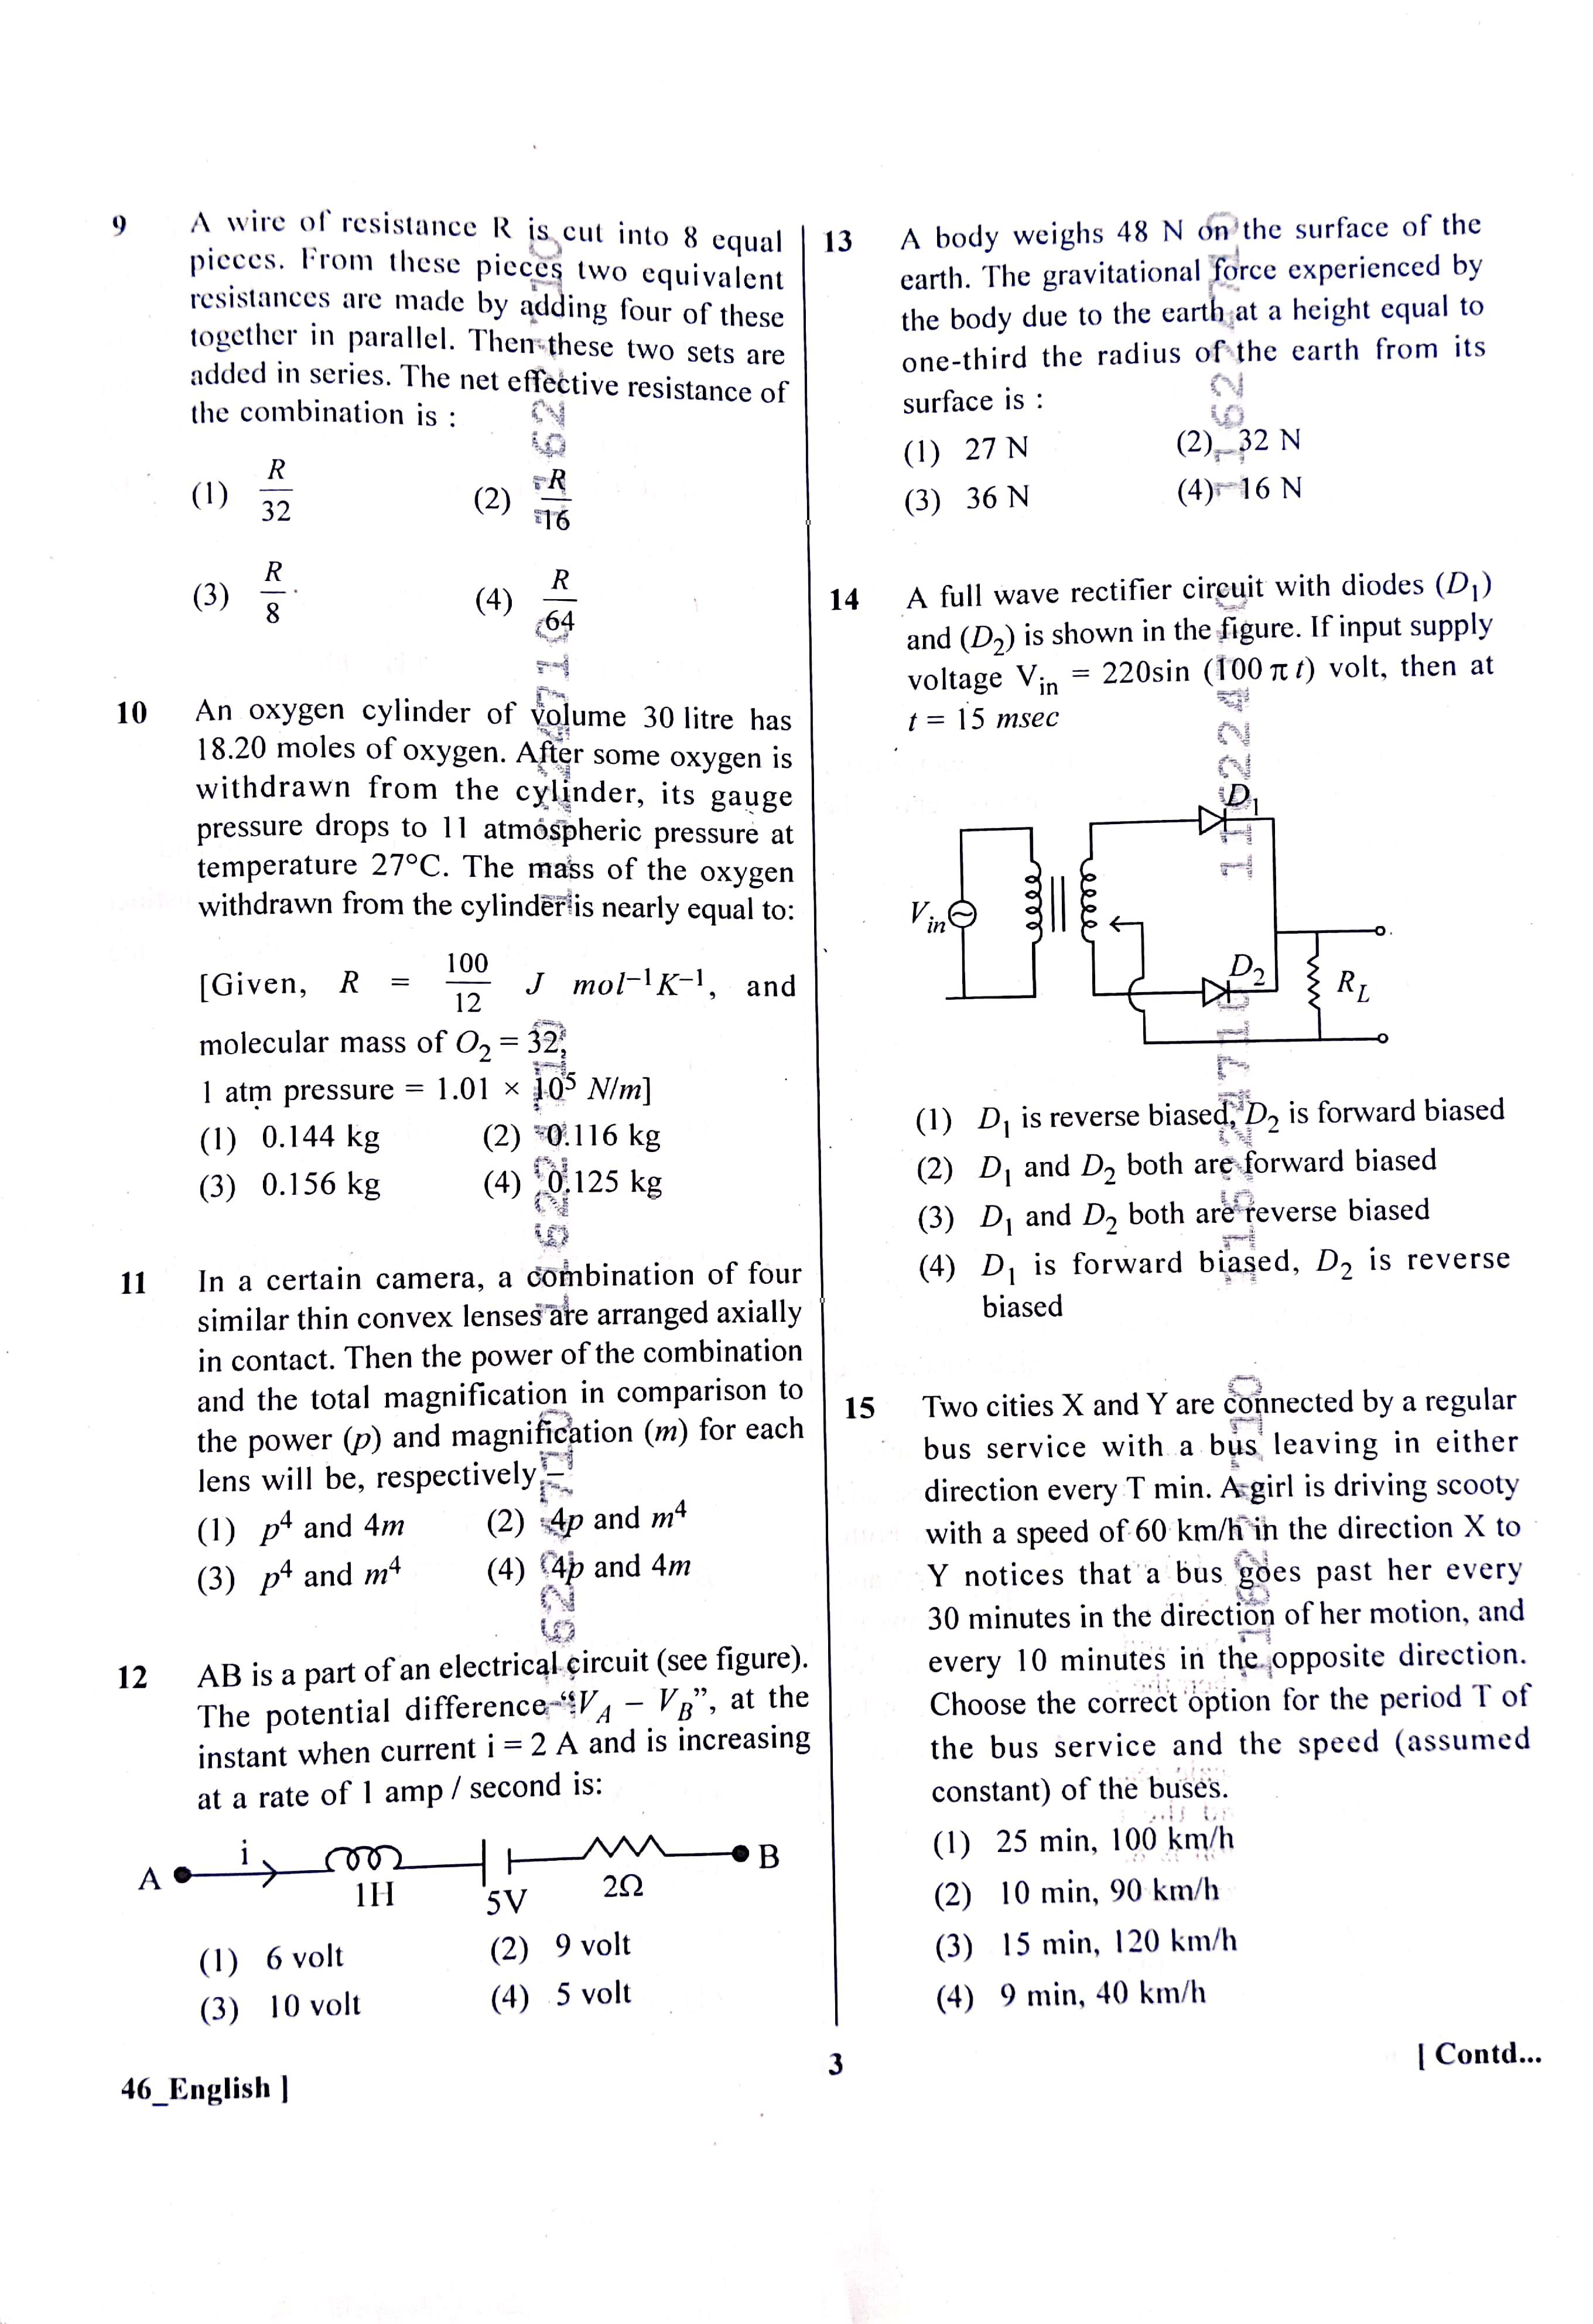 9 A wire of resistance R is cut into 8 equal
pieces. From these pieces two equivalent
resistances are made by adding four of these
together in parallel. Then these two sets are
added in series. The net effective resistance of
the combination is :
(1) R/32 (2) R/16
(3) R/8 (4) R/64
10 An oxygen cylinder of volume 30 litre has
18.20 moles of oxygen. After some oxygen is
withdrawn from the cylinder, its gauge
pressure drops to 11 atmospheric pressure at
temperature 27°C. The mass of the oxygen
withdrawn from the cylinder is nearly equal to:
[Given, R = 100/12 J mol⁻¹K⁻¹, and
molecular mass of O₂ = 32,
1 atm pressure = 1.01 × 10⁵ N/m]
(1) 0.144 kg (2) 0.116 kg
(3) 0.156 kg (4) 0.125 kg
11 In a certain camera, a combination of four
similar thin convex lenses are arranged axially
in contact. Then the power of the combination
and the total magnification in comparison to
the power (p) and magnification (m) for each
lens will be, respectively –
(1) p⁴ and 4m (2) 4p and m⁴
(3) p⁴ and m⁴ (4) 4p and 4m
12 AB is a part of an electrical circuit (see figure).
The potential difference "V_A – V_B", at the
instant when current i = 2 A and is increasing
at a rate of 1 amp / second is:
A i 1H 5V 2Ω B
(1) 6 volt (2) 9 volt
(3) 10 volt (4) 5 volt
46_English ]
13 A body weighs 48 N on the surface of the
earth. The gravitational force experienced by
the body due to the earth at a height equal to
one-third the radius of the earth from its
surface is :
(1) 27 N (2) 32 N
(3) 36 N (4) 16 N
14 A full wave rectifier circuit with diodes (D₁)
and (D₂) is shown in the figure. If input supply
voltage V_in = 220sin (100 π t) volt, then at
t = 15 msec
D₁
V_in
D₂
R_L
(1) D₁ is reverse biased, D₂ is forward biased
(2) D₁ and D₂ both are forward biased
(3) D₁ and D₂ both are reverse biased
(4) D₁ is forward biased, D₂ is reverse
biased
15 Two cities X and Y are connected by a regular
bus service with a bus leaving in either
direction every T min. A girl is driving scooty
with a speed of 60 km/h in the direction X to
Y notices that a bus goes past her every
30 minutes in the direction of her motion, and
every 10 minutes in the opposite direction.
Choose the correct option for the period T of
the bus service and the speed (assumed
constant) of the buses.
(1) 25 min, 100 km/h
(2) 10 min, 90 km/h
(3) 15 min, 120 km/h
(4) 9 min, 40 km/h
3
[ Contd...